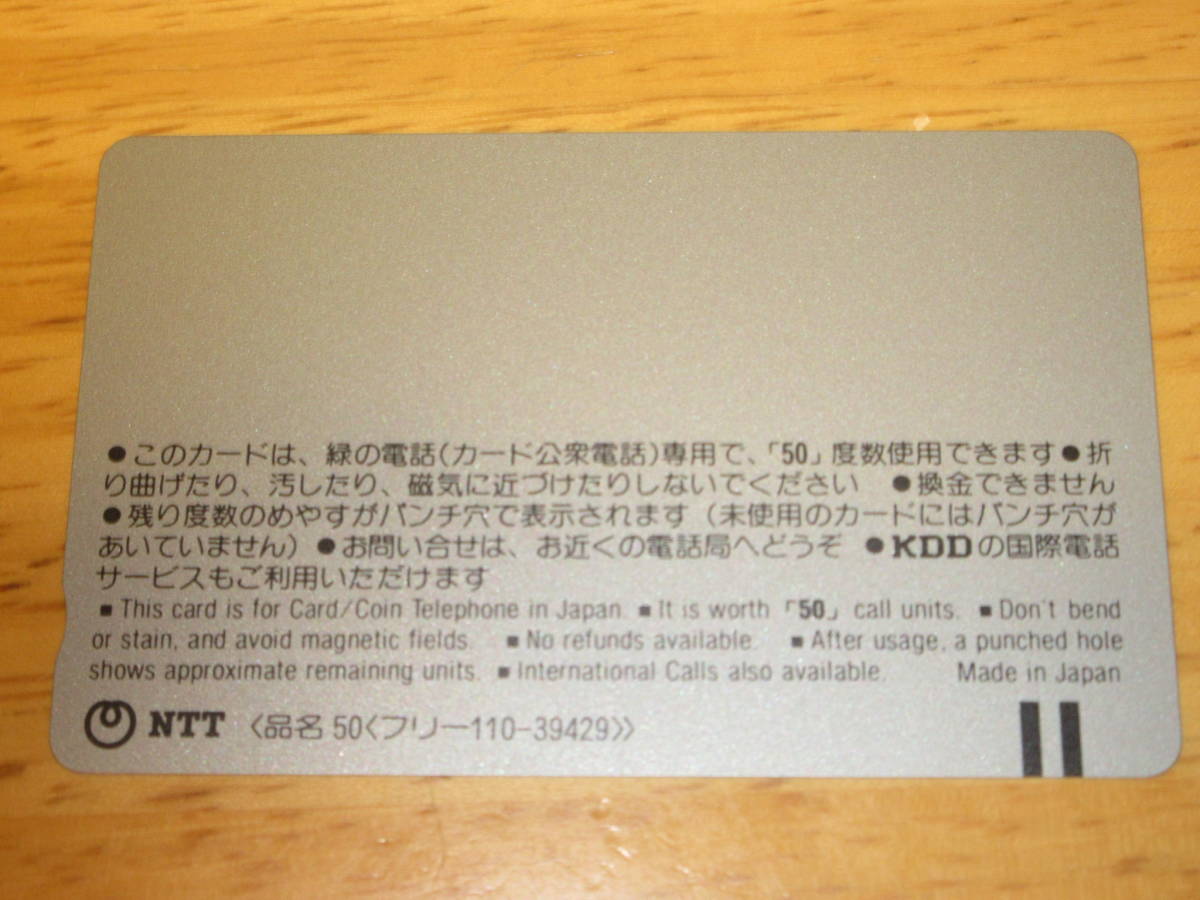 ●このカードは、緑の電話(カード公衆電話)専用で、「50」度数使用できます●折
り曲げたり、汚したり、磁気に近づけたりしないでください ●換金できません
●残り度数のめやすがパンチ穴で表示されます(未使用のカードにはパンチ穴が
あいていません)●お問い合せは、お近くの電話局へどうぞ ●KDDの国際電話
サービスもご利用いただけます
■This card is for Card/Coin Telephone in Japan. ■It is worth「50」call units. ■Don't bend
or stain, and avoid magnetic fields. ■No refunds available. ■After usage, a punched hole
shows approximate remaining units. ■International Calls also available. Made in Japan
NTT 〈品名 50〈フリー110-39429〉〉